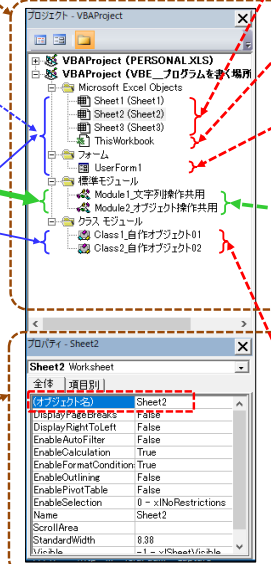 プロジェクト - VBAProject
VBAProject (PERSONAL.XLS)
VBAProject (VBE__プログラムを書く場所
Microsoft Excel Objects
Sheet1 (Sheet1)
Sheet2 (Sheet2)
Sheet3 (Sheet3)
ThisWorkbook
フォーム
UserForm1
標準モジュール
Module1_文字列操作共用
Module2_オブジェクト操作共用
クラス モジュール
Class1_自作オブジェクト01
Class2_自作オブジェクト02
プロパティ - Sheet2
Sheet2 Worksheet
全体 項目別
(オブジェクト名) Sheet2
DisplayPageBreaks False
DisplayRightToLeft False
EnableAutoFilter False
EnableCalculation True
EnableFormatCondition: True
EnableOutlining False
EnablePivotTable False
EnableSelection 0 - xlNoRestrictions
Name Sheet2
ScrollArea
StandardWidth 8.38
Visible -1 - xlSheetVisible